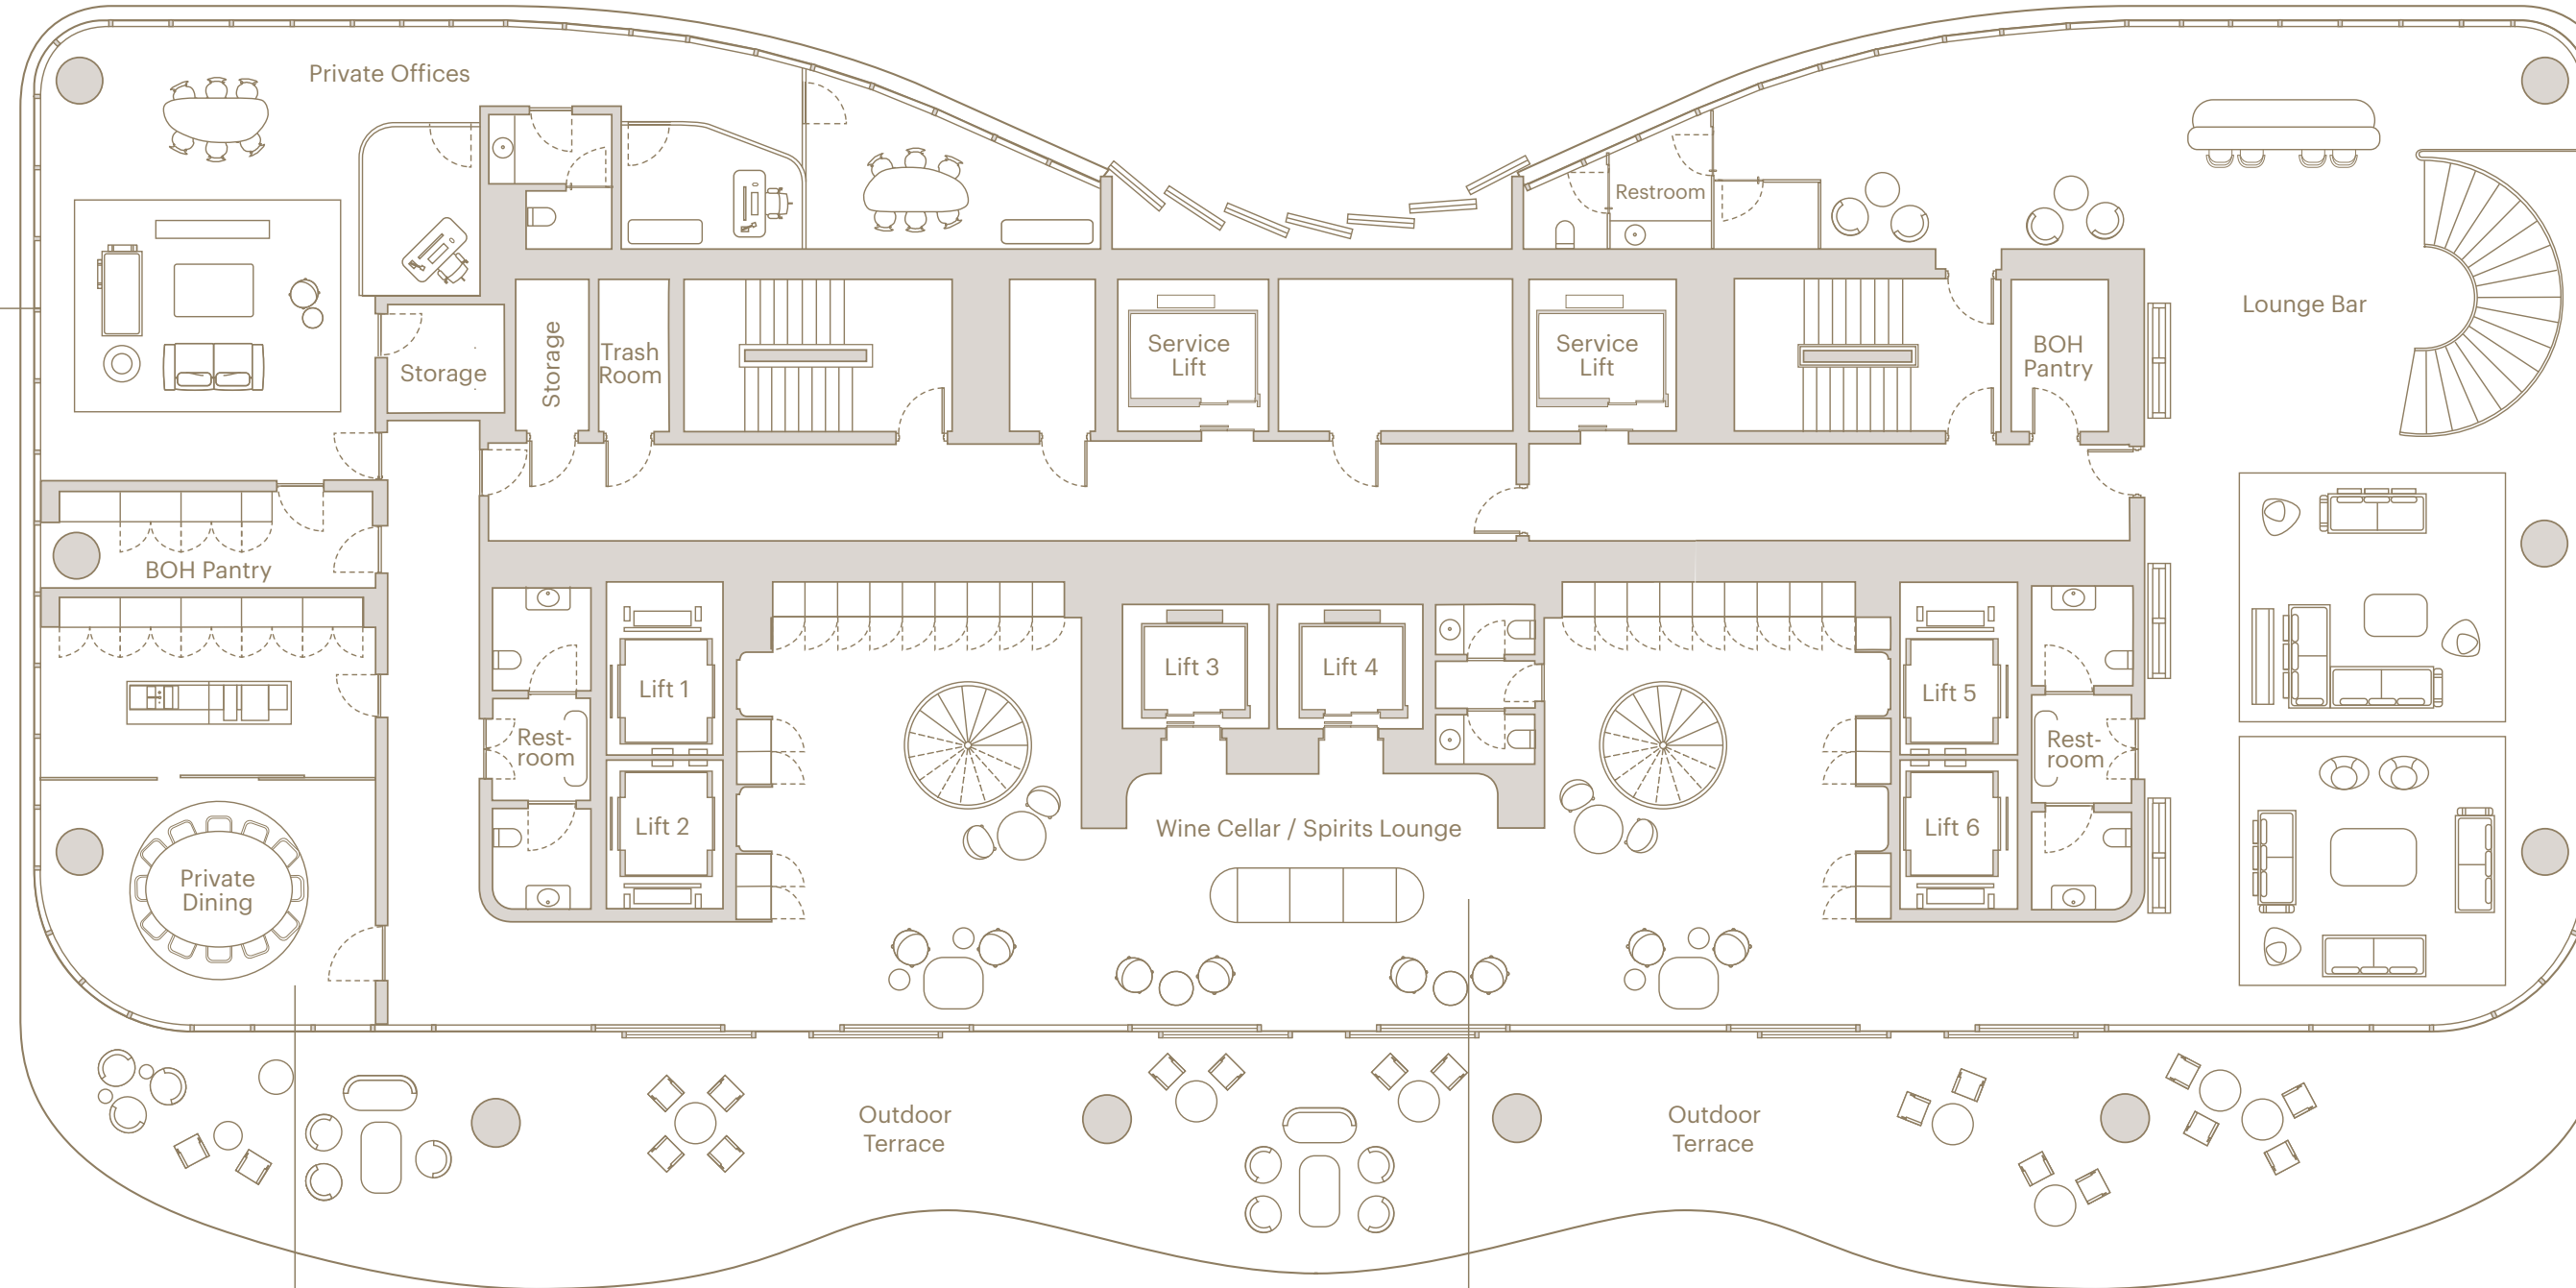 Private Offices
Restroom
Lounge Bar
Storage
Storage
Trash
Room
Service
Lift
Service
Lift
BOH
Pantry
BOH Pantry
Lift 1
Rest-
room
Lift 2
Lift 3
Lift 4
Lift 5
Rest-
room
Lift 6
Wine Cellar / Spirits Lounge
Private
Dining
Outdoor
Terrace
Outdoor
Terrace